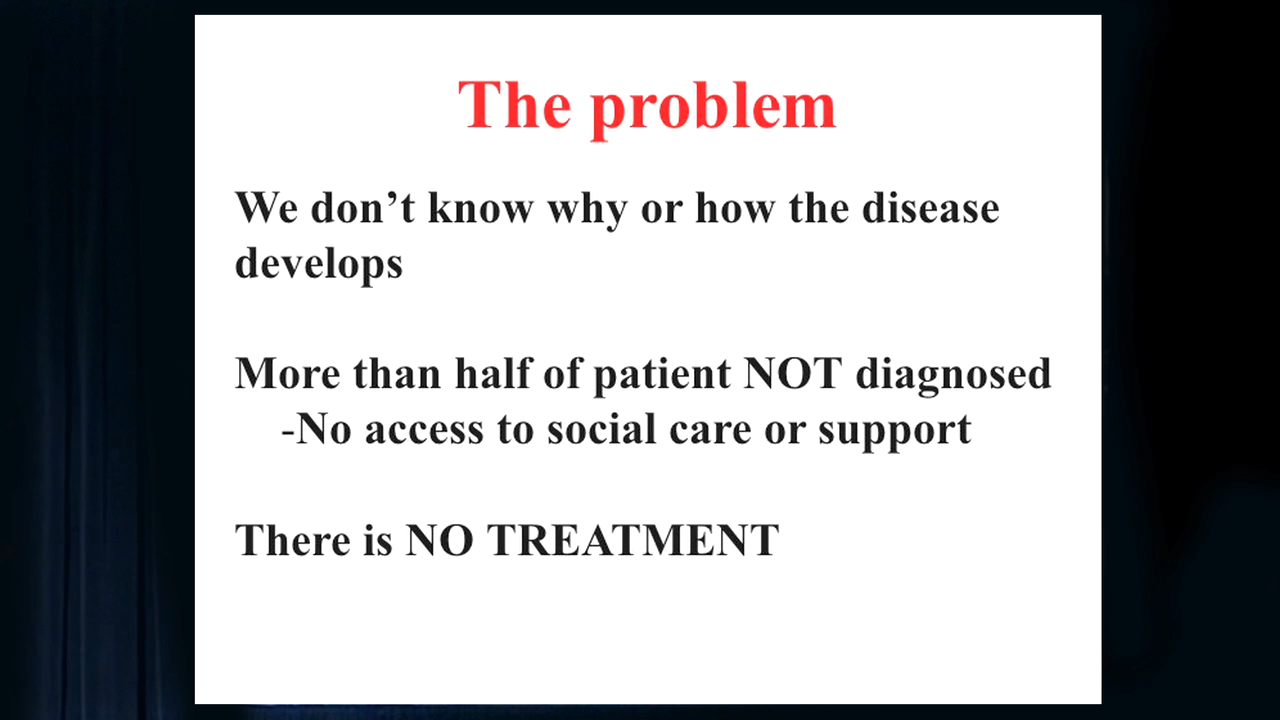 The problem
We don’t know why or how the disease
develops
More than half of patient NOT diagnosed
-No access to social care or support
There is NO TREATMENT